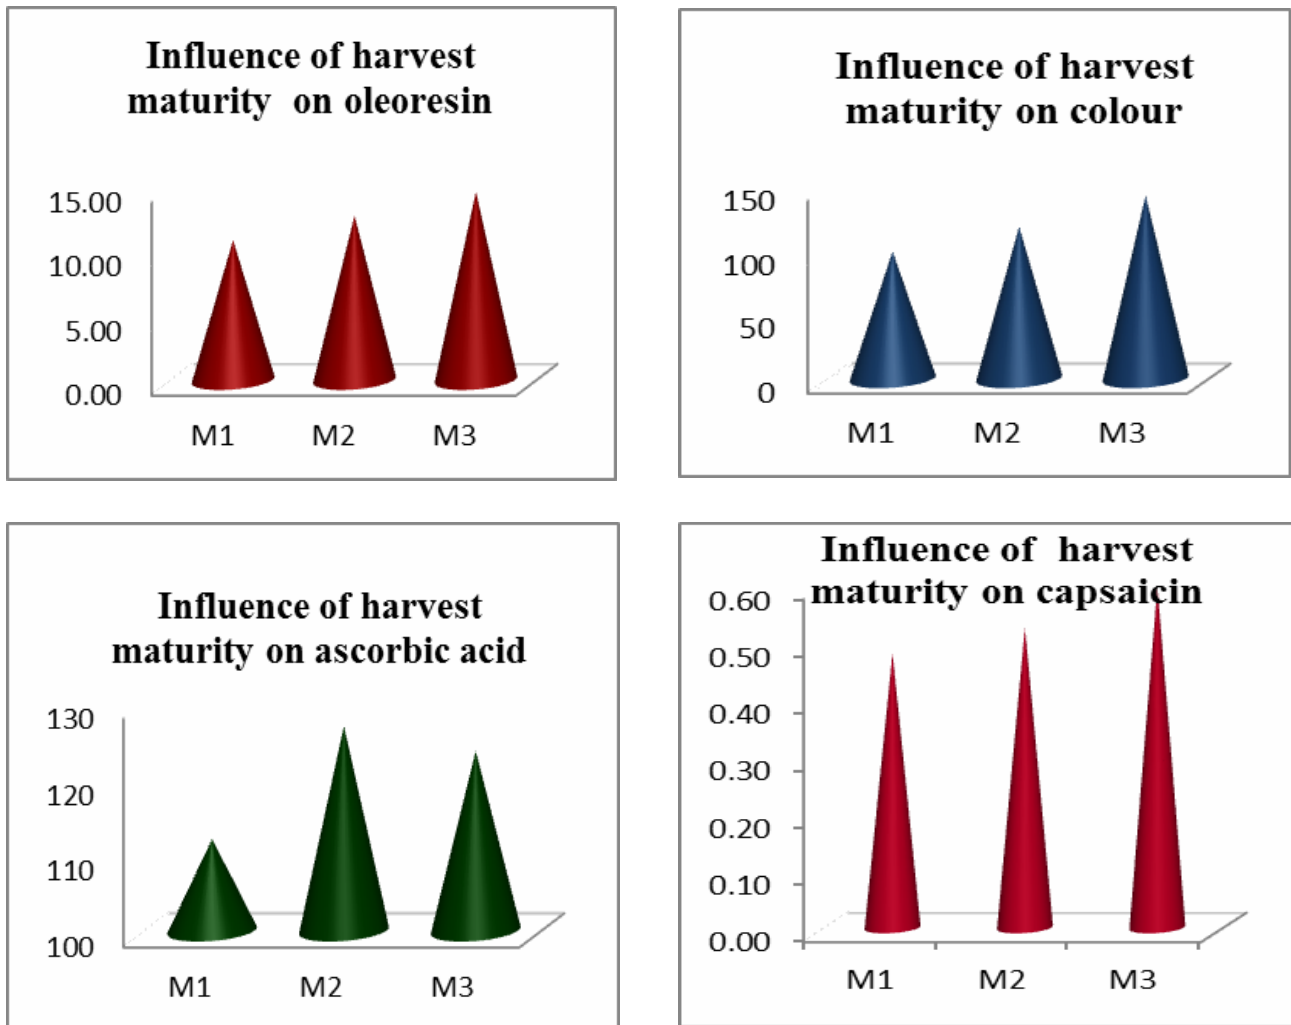 Influence of harvest
maturity on oleoresin
15.00
10.00
5.00
0.00
M1 M2 M3
Influence of harvest
maturity on colour
150
100
50
0
M1 M2 M3
Influence of harvest
maturity on ascorbic acid
130
120
110
100
M1 M2 M3
Influence of harvest
maturity on capsaicin
0.60
0.50
0.40
0.30
0.20
0.10
0.00
M1 M2 M3